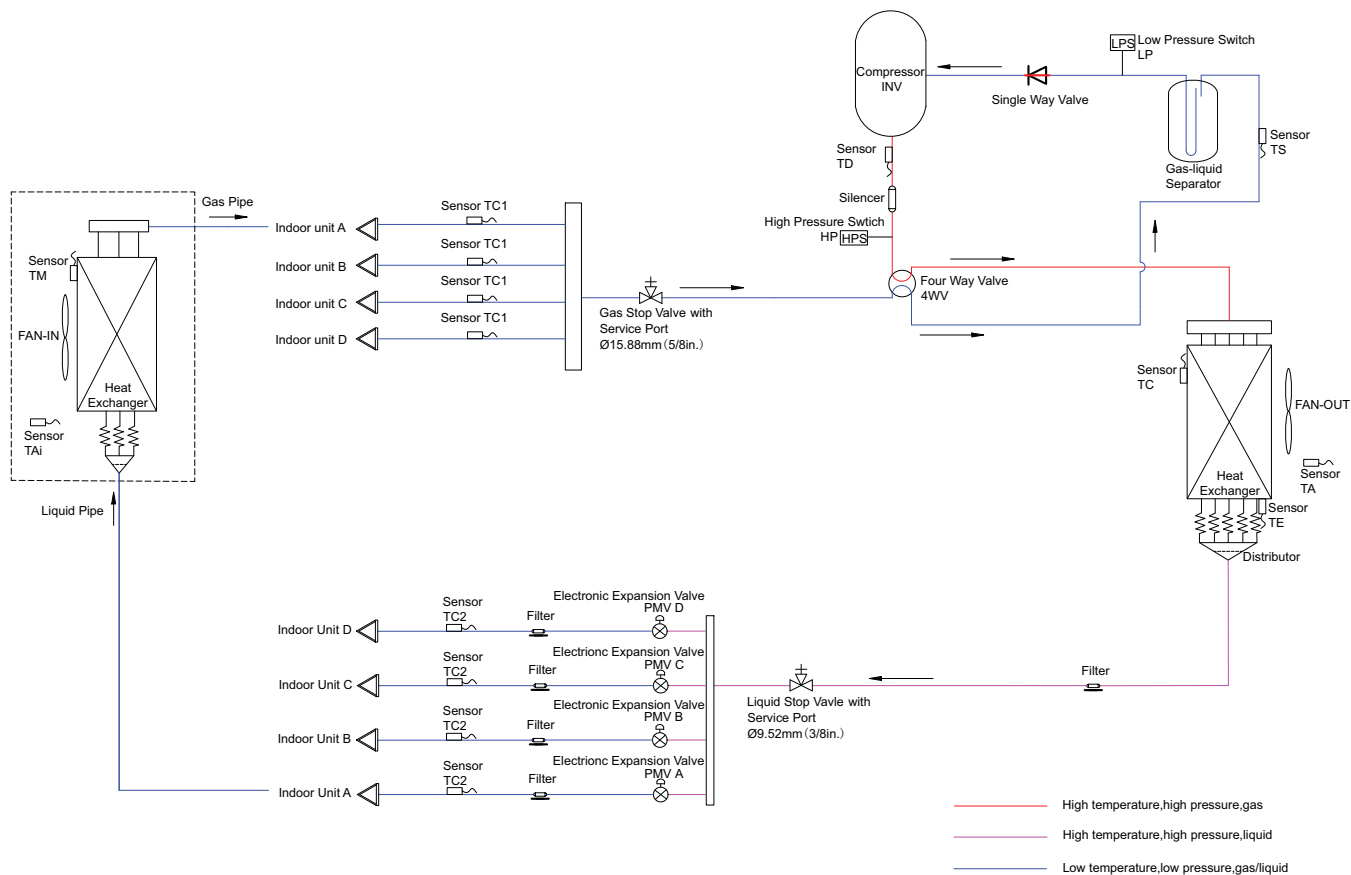 LPS
Low Pressure Switch
LP
Compressor
INV
Single Way Valve
Sensor
TD
Sensor
TS
Gas-liquid
Separator
Silencer
High Pressure Swtich
HP
HPS
Gas Pipe
Sensor
TM
FAN-IN
Heat
Exchanger
Sensor
TAi
Liquid Pipe
Sensor TC1
Indoor unit A
Sensor TC1
Indoor unit B
Sensor TC1
Indoor unit C
Sensor TC1
Indoor unit D
Gas Stop Valve with
Service Port
Ø15.88mm(5/8in.)
Four Way Valve
4WV
Sensor
TC
FAN-OUT
Heat
Exchanger
Sensor
TA
Sensor
TE
Distributor
Electronic Expansion Valve
PMV D
Sensor
TC2
Filter
Indoor Unit D
Electrionc Expansion Valve
PMV C
Sensor
TC2
Filter
Indoor Unit C
Electronic Expansion Valve
PMV B
Sensor
TC2
Filter
Indoor Unit B
Electrionc Expansion Valve
PMV A
Sensor
TC2
Filter
Indoor Unit A
Liquid Stop Vavle with
Service Port
Ø9.52mm(3/8in.)
Filter
High temperature,high pressure,gas
High temperature,high pressure,liquid
Low temperature,low pressure,gas/liquid